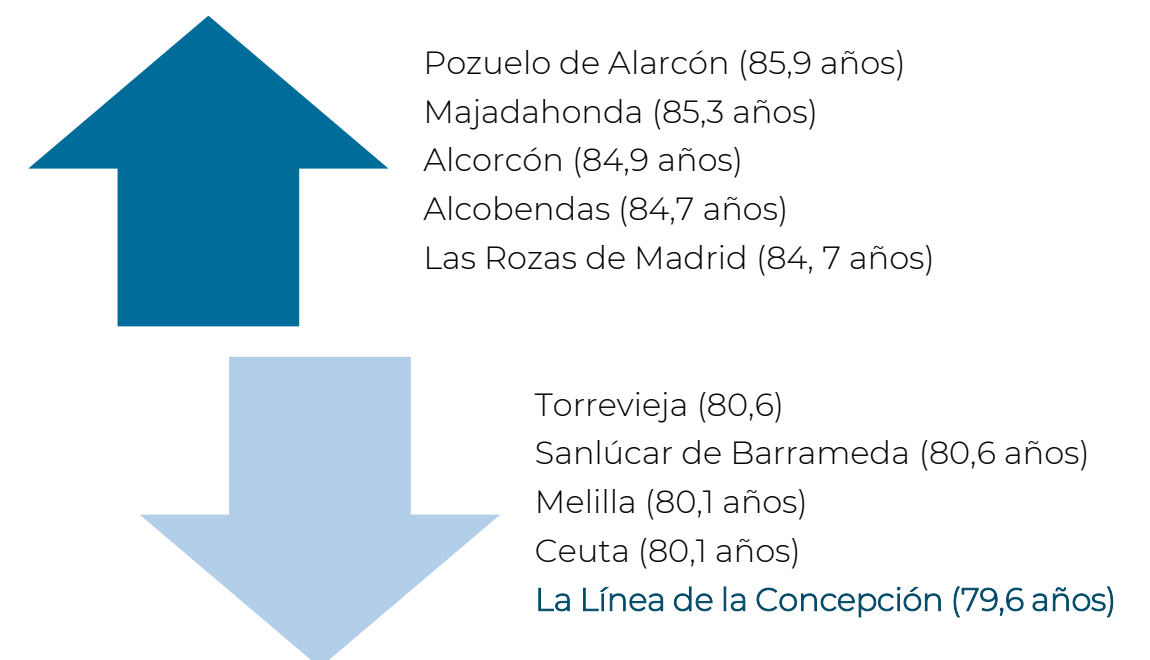 Pozuelo de Alarcón (85,9 años)
Majadahonda (85,3 años)
Alcorcón (84,9 años)
Alcobendas (84,7 años)
Las Rozas de Madrid (84, 7 años)
Torrevieja (80,6)
Sanlúcar de Barrameda (80,6 años)
Melilla (80,1 años)
Ceuta (80,1 años)
La Línea de la Concepción (79,6 años)